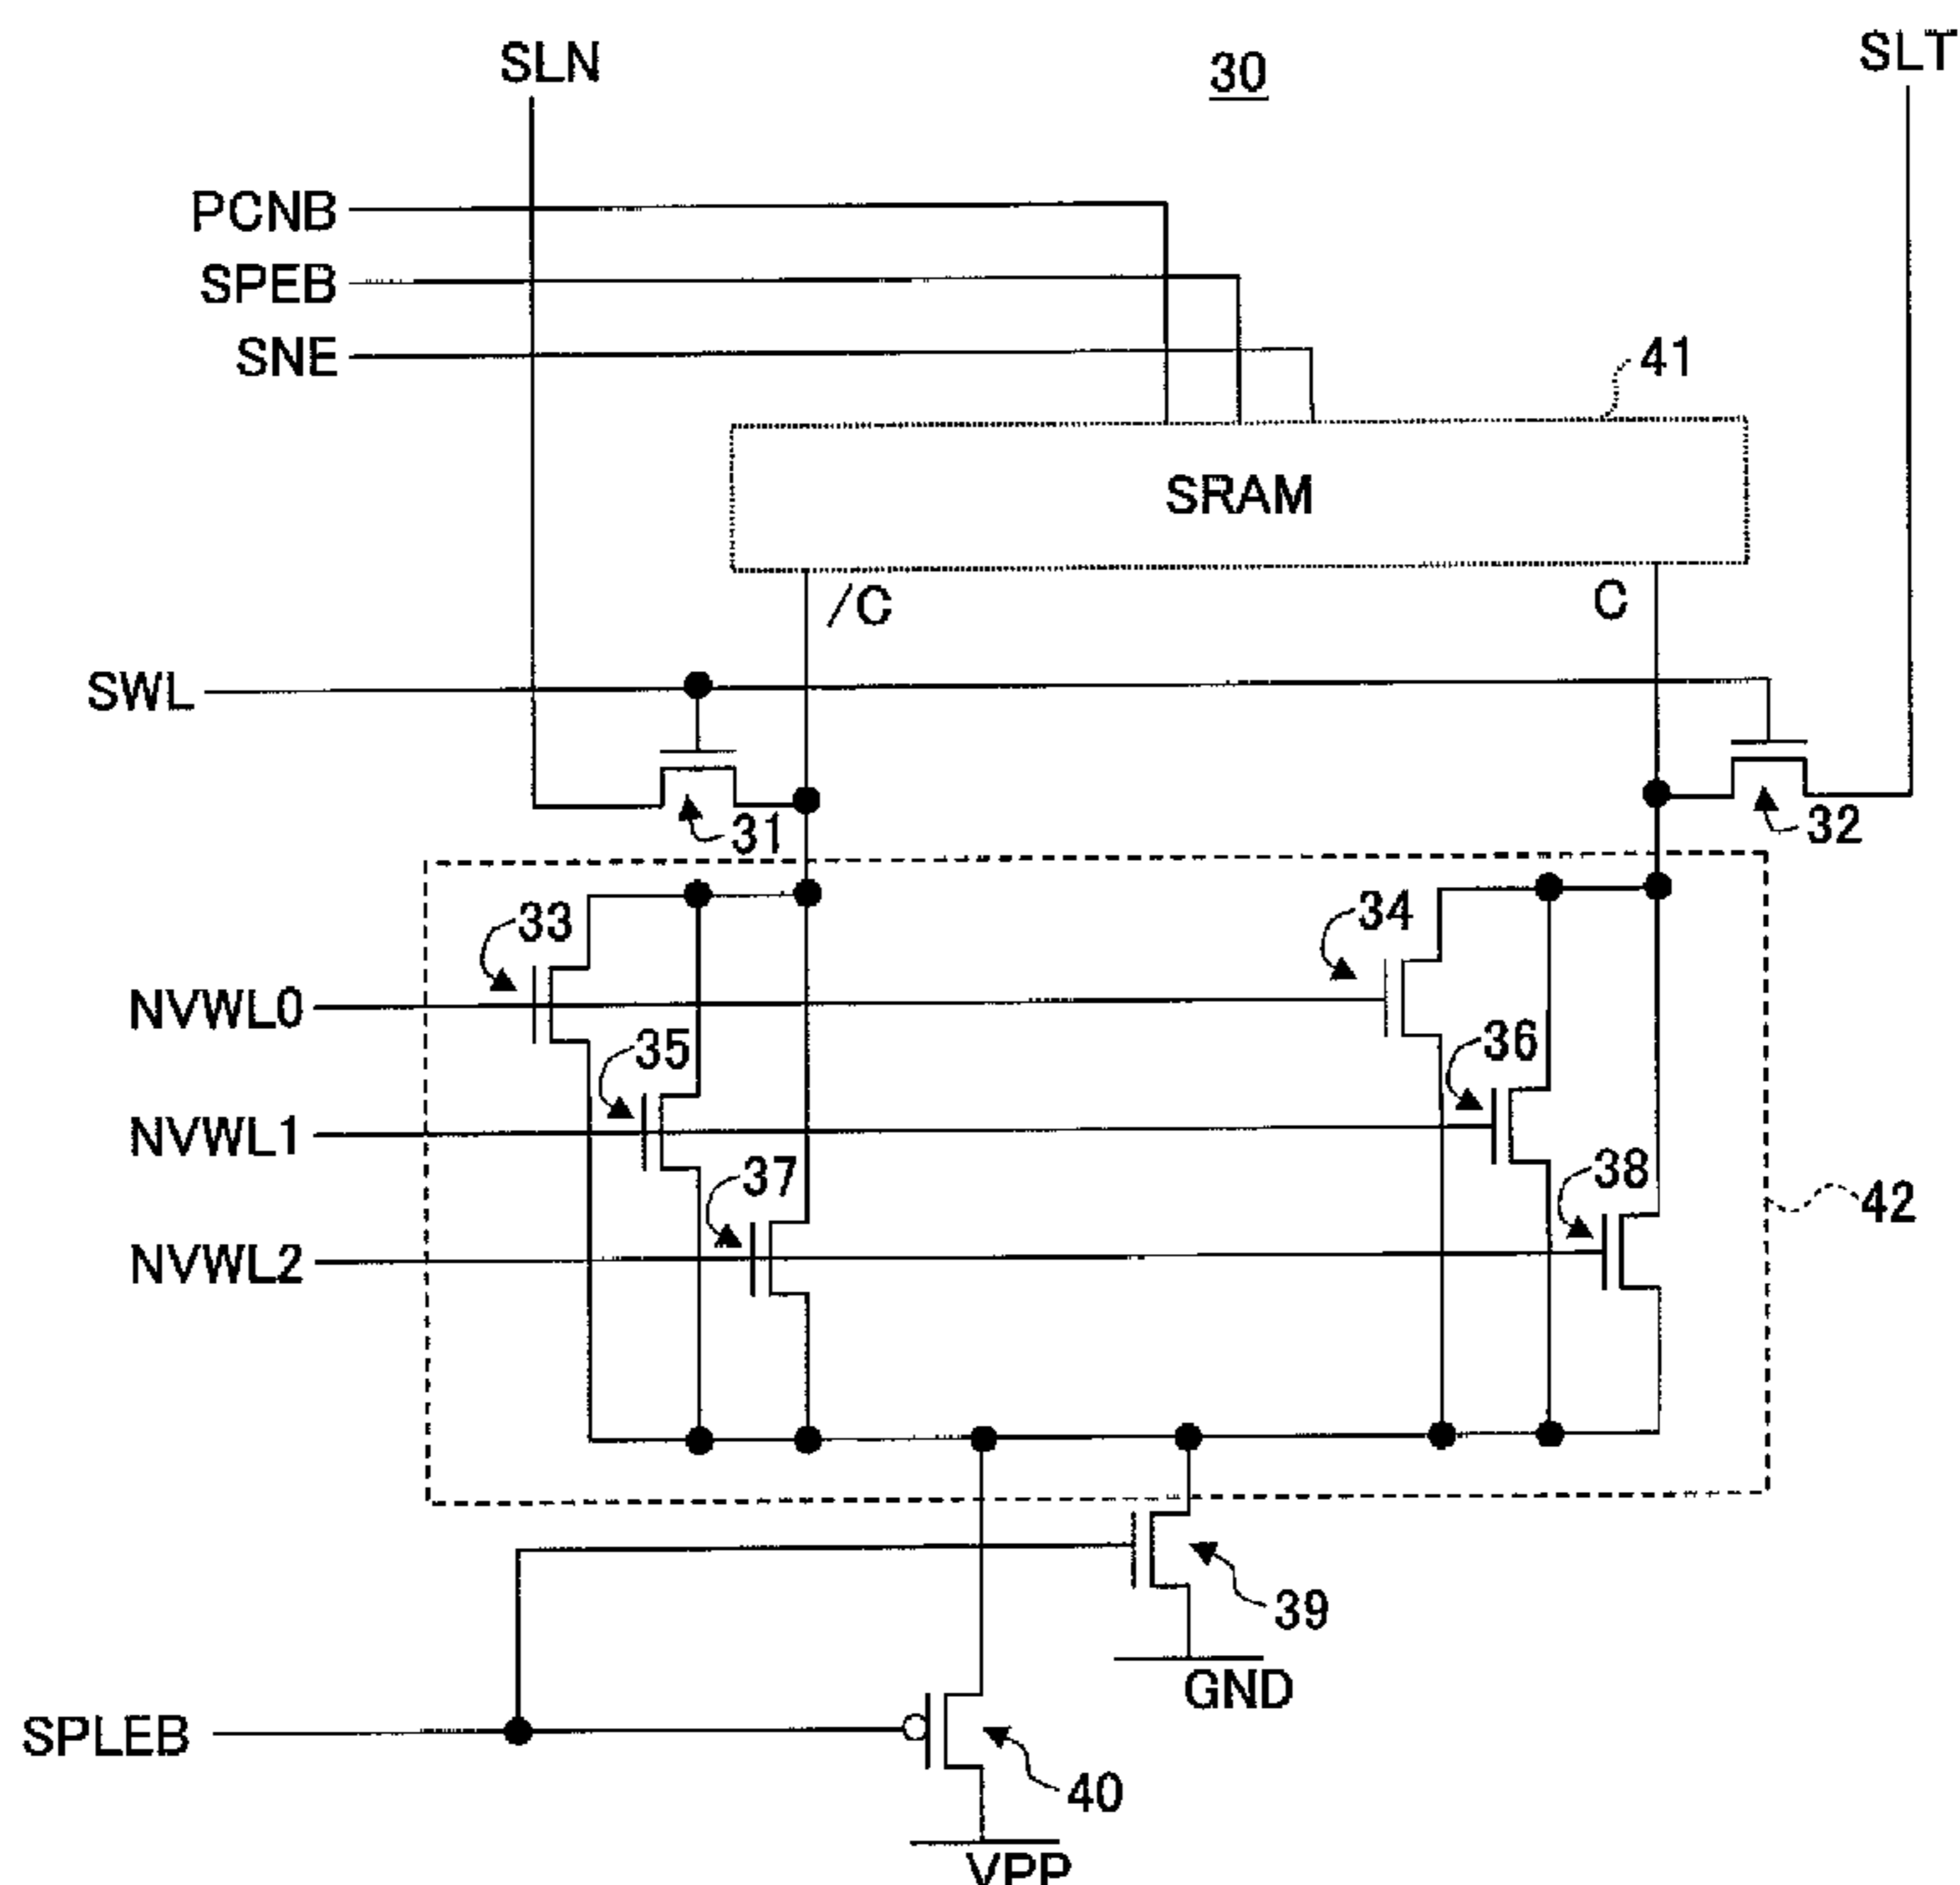 SLN
30
SLT
PCNB
SPEB
SNE
41
SRAM
/C
C
SWL
31
32
33
34
NVWL0
35
36
NVWL1
37
38
42
NVWL2
39
GND
SPLEB
40
VPP